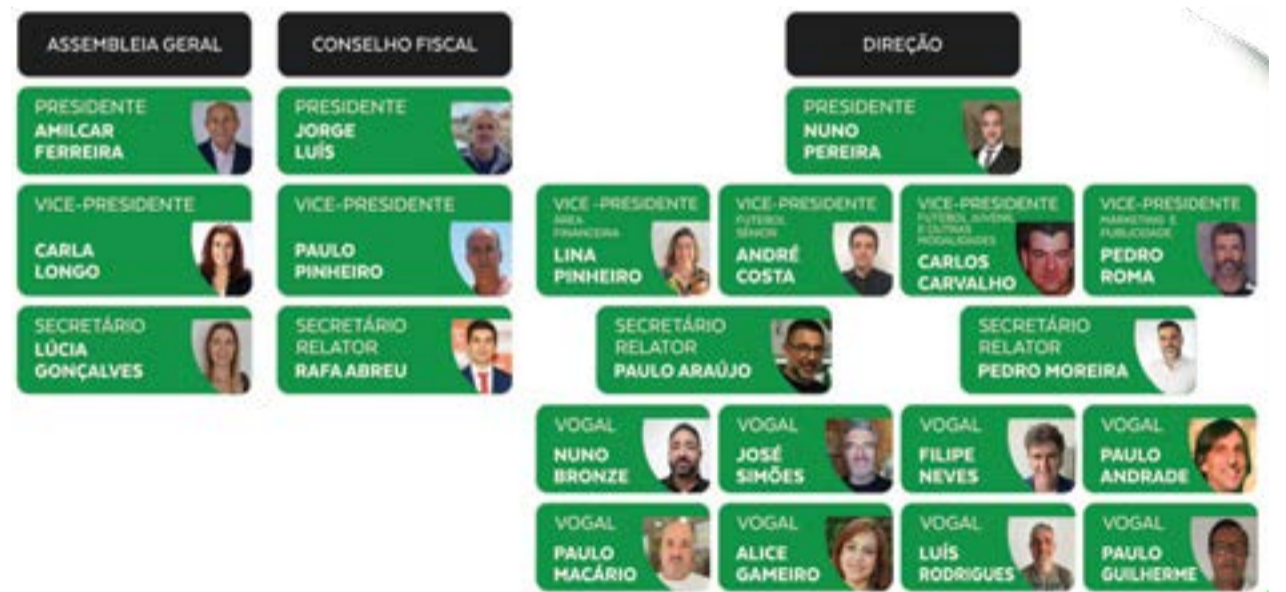 ASSEMBLEIA GERAL
PRESIDENTE
AMILCAR
FERREIRA
VICE-PRESIDENTE
CARLA
LONGO
SECRETÁRIO
LÚCIA
GONÇALVES
CONSELHO FISCAL
PRESIDENTE
JORGE
LUÍS
VICE-PRESIDENTE
PAULO
PINHEIRO
SECRETÁRIO
RELATOR
RAFA ABREU
DIREÇÃO
PRESIDENTE
NUNO
PEREIRA
VICE -PRESIDENTE
ÁREA
FINANCEIRA
LINA
PINHEIRO
VICE-PRESIDENTE
FUTEBOL
SÉNIOR
ANDRÉ
COSTA
VICE-PRESIDENTE
FUTEBOL JUVENIL
E OUTRAS
MODALIDADES
CARLOS
CARVALHO
VICE-PRESIDENTE
MARKETING E
PUBLICIDADE
PEDRO
ROMA
SECRETÁRIO
RELATOR
PAULO ARAÚJO
SECRETÁRIO
RELATOR
PEDRO MOREIRA
VOGAL
NUNO
BRONZE
VOGAL
JOSÉ
SIMÕES
VOGAL
FILIPE
NEVES
VOGAL
PAULO
ANDRADE
VOGAL
PAULO
MACÁRIO
VOGAL
ALICE
GAMEIRO
VOGAL
LUÍS
RODRIGUES
VOGAL
PAULO
GUILHERME